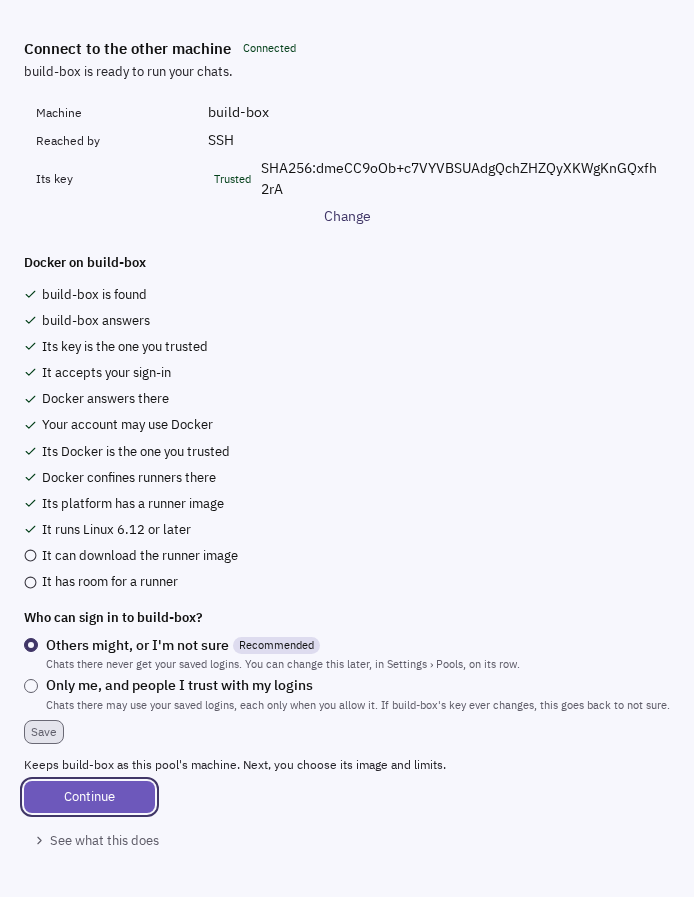 Connect to the other machine Connected
build-box is ready to run your chats.
Machine build-box
Reached by SSH
Its key Trusted SHA256:dmeCC9oOb+c7VYVBSUAdgQchZHZQyXKWgKnGQxfh
2rA
Change
Docker on build-box
build-box is found
build-box answers
Its key is the one you trusted
It accepts your sign-in
Docker answers there
Your account may use Docker
Its Docker is the one you trusted
Docker confines runners there
Its platform has a runner image
It runs Linux 6.12 or later
It can download the runner image
It has room for a runner
Who can sign in to build-box?
Others might, or I'm not sure Recommended
Chats there never get your saved logins. You can change this later, in Settings › Pools, on its row.
Only me, and people I trust with my logins
Chats there may use your saved logins, each only when you allow it. If build-box's key ever changes, this goes back to not sure.
Save
Keeps build-box as this pool's machine. Next, you choose its image and limits.
Continue
See what this does